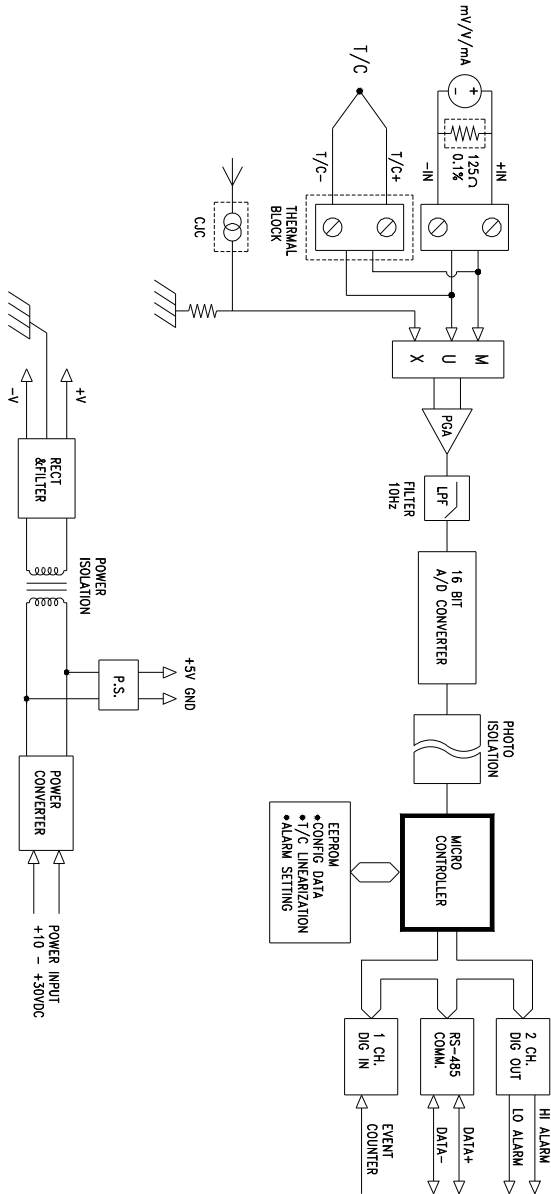 mV/V/mA
+
-
125Ω
0.1%
+IN
-IN
T/C
T/C+
T/C-
THERMAL
BLOCK
CJC
M
U
X
PGA
LPF
FILTER
10Hz
16 BIT
A/D CONVERTER
PHOTO
ISOLATION
MICRO
CONTROLLER
EEPROM
•CONFIG DATA
•T/C LINEARIZATION
•ALARM SETTING
2 CH.
DIG OUT
HI ALARM
LO ALARM
RS-485
COMM.
DATA+
DATA-
1 CH.
DIG IN
EVENT
COUNTER
+V
-V
RECT
&FILTER
POWER
ISOLATION
+5V GND
P.S.
POWER
CONVERTER
POWER INPUT
+10 - +30VDC